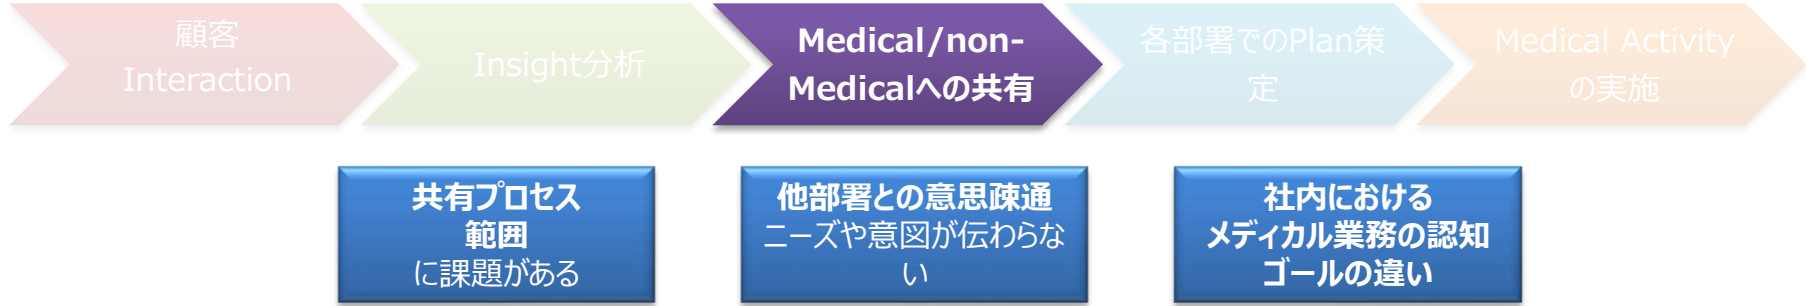 顧客
Interaction
Insight分析
Medical/non-
Medicalへの共有
各部署でのPlan策
定
Medical Activity
の実施
共有プロセス
範囲
に課題がある
他部署との意思疎通
ニーズや意図が伝わらな
い
社内における
メディカル業務の認知
ゴールの違い